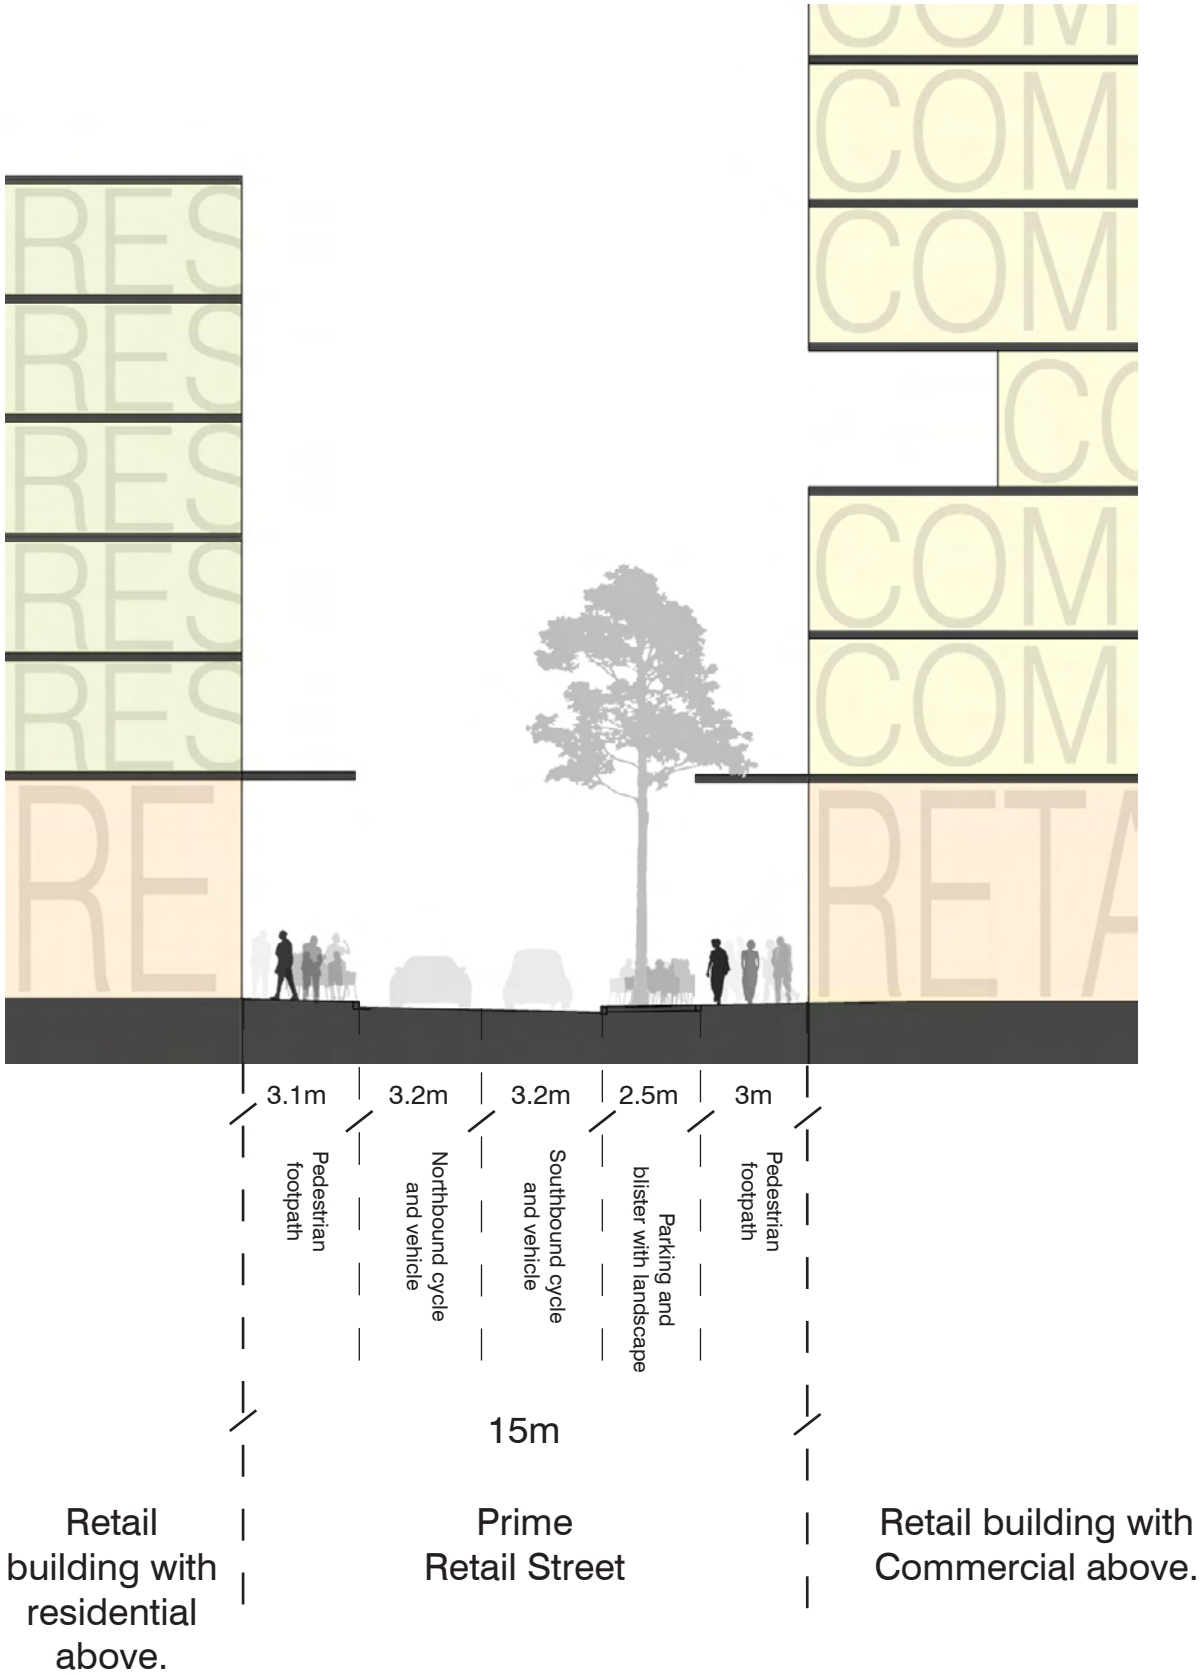 COM
COM
COM
CO
COM
COM
RETA
RES
RES
RES
RES
RES
RE
3.1m
3.2m
3.2m
2.5m
3m
Pedestrian
footpath
Northbound cycle
and vehicle
Southbound cycle
and vehicle
Parking and
blister with landscape
Pedestrian
footpath
15m
Retail
building with
residential
above.
Prime
Retail Street
Retail building with
Commercial above.